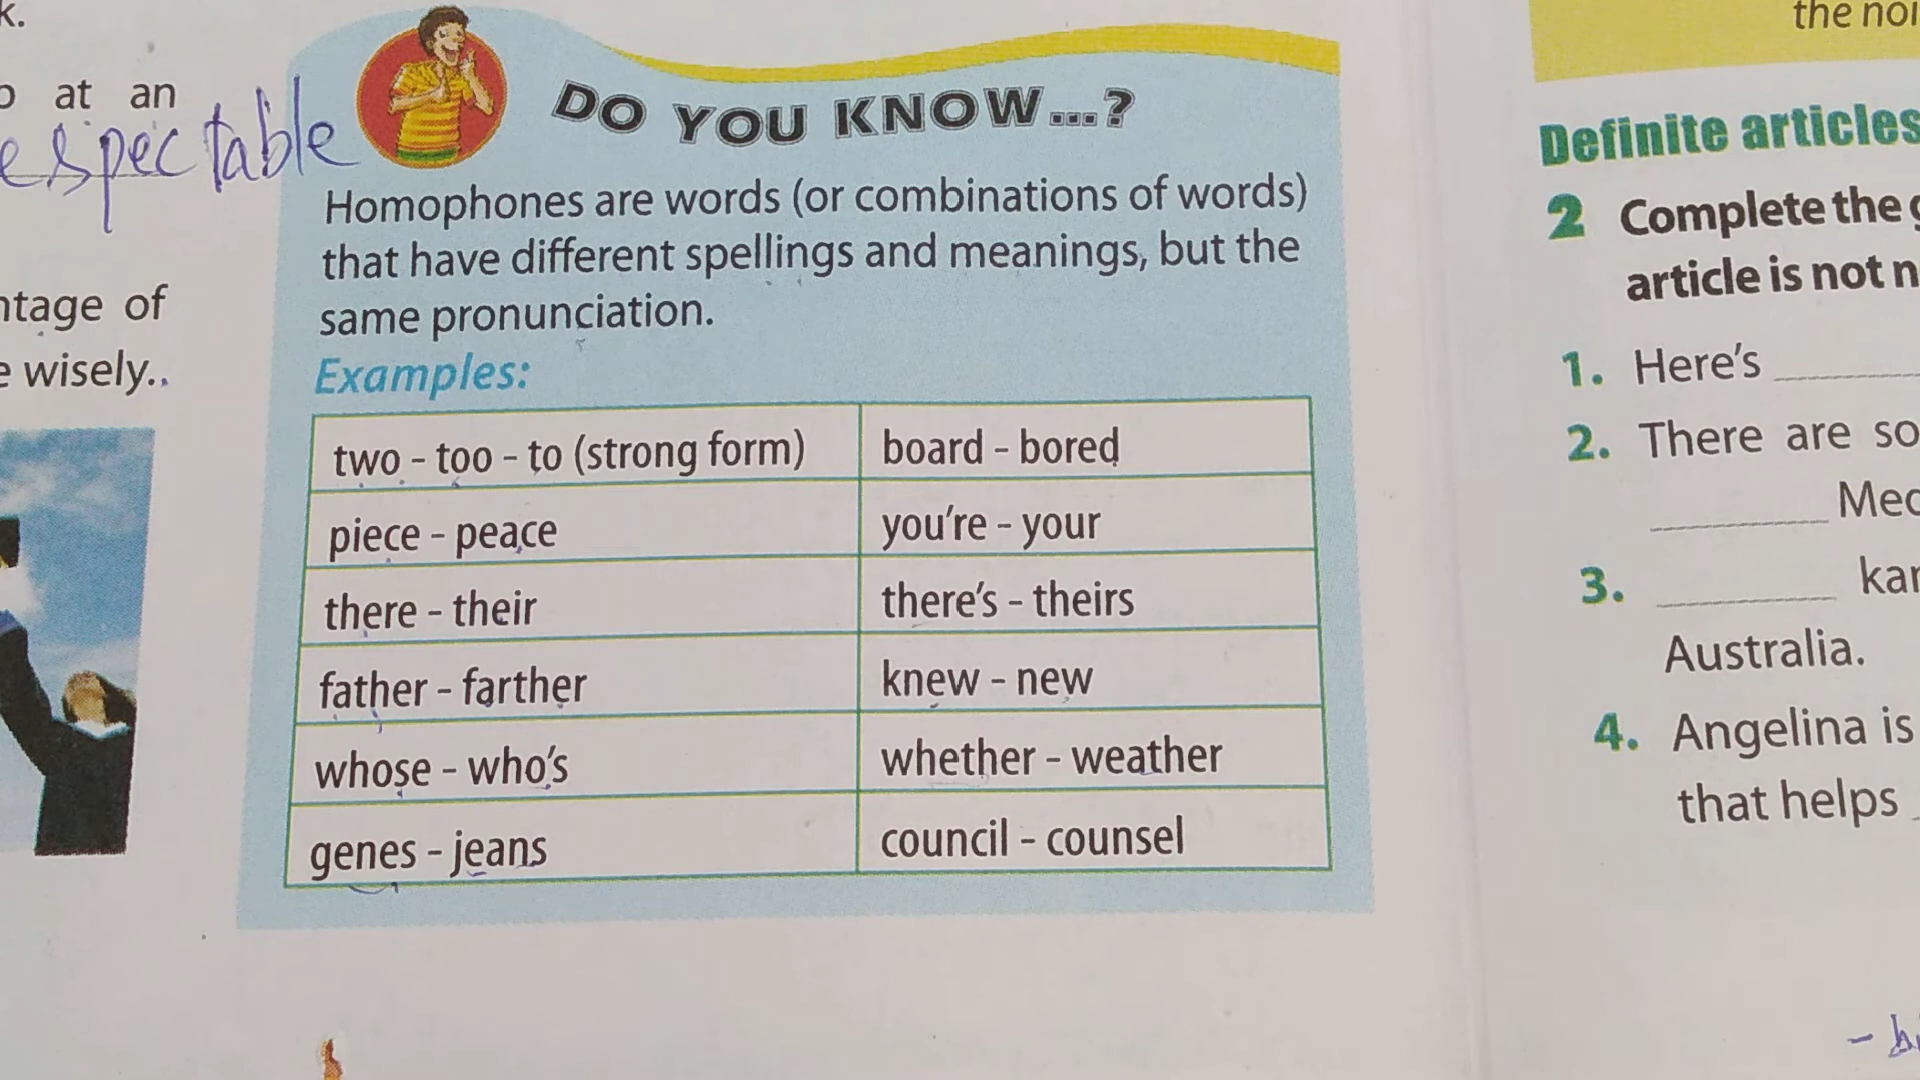 k.
at an
espectable
ntage of
e wisely..
DO YOU KNOW...?
Homophones are words (or combinations of words)
that have different spellings and meanings, but the
same pronunciation.
Examples:
two - too - to (strong form)
board - bored
piece - peace
you're - your
there - their
there's - theirs
father - farther
knew - new
whose - who's
whether - weather
genes - jeans
council - counsel
the noi
Definite articles
2 Complete the g
article is not n
1. Here's
2. There are so
Mec
3. kar
Australia.
4. Angelina is
that helps